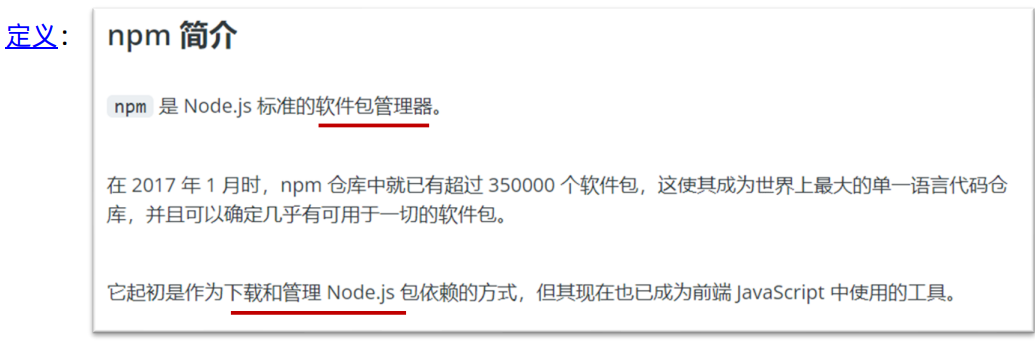 定义：
npm 简介
npm 是 Node.js 标准的软件包管理器。
在 2017 年 1 月时，npm 仓库中就已有超过 350000 个软件包，这使其成为世界上最大的单一语言代码仓
库，并且可以确定几乎有可用于一切的软件包。
它起初是作为下载和管理 Node.js 包依赖的方式，但其现在也已成为前端 JavaScript 中使用的工具。